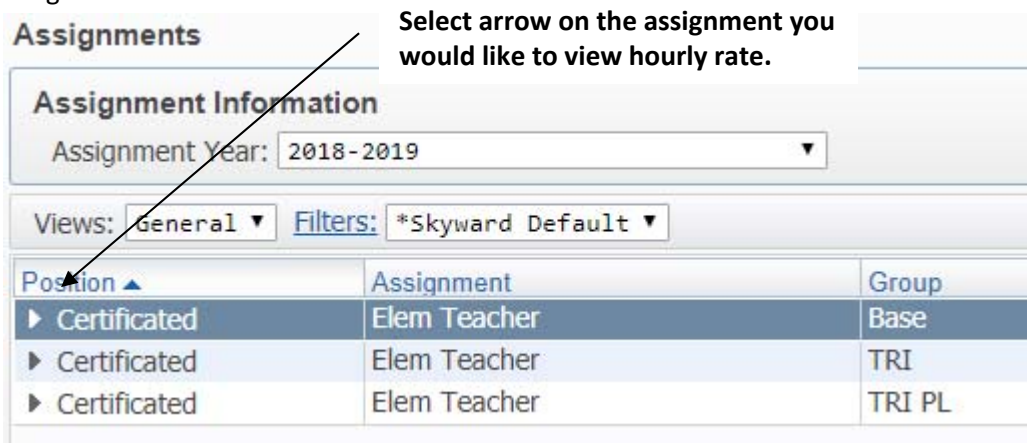 Select arrow on the assignment you
Assignments
would like to view hourly rate.
Assignment Information
Assignment Year: 2018-2019
Views: General Filters: *Skyward Default
Position Assignment Group
Certificated Elem Teacher Base
Certificated Elem Teacher TRI
Certificated Elem Teacher TRI PL